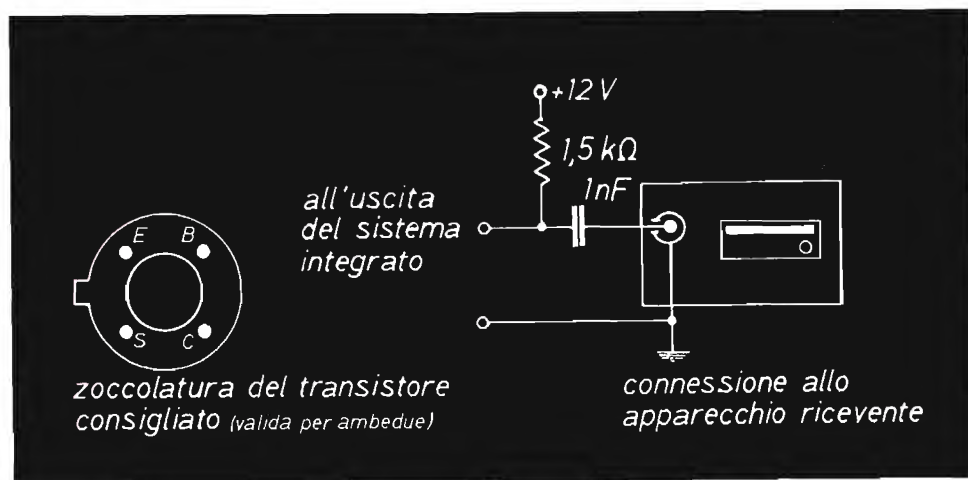 +12 V
1,5 kΩ
1nF
all'uscita
del sistema
integrato
E B
S C
zoccolatura del transistore
consigliato (valida per ambedue)
connessione allo
apparecchio ricevente